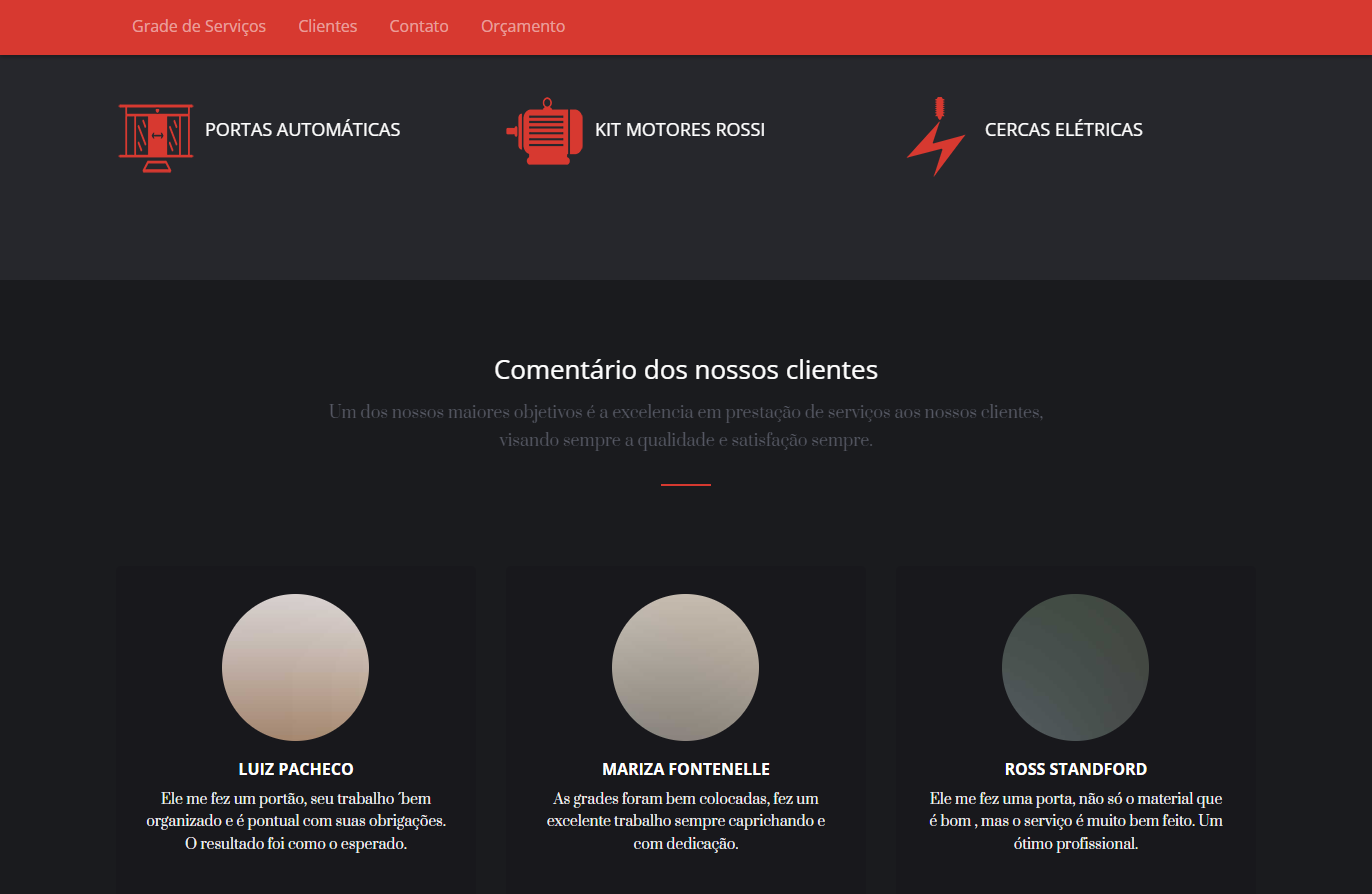 Grade de Serviços Clientes Contato Orçamento
PORTAS AUTOMÁTICAS
KIT MOTORES ROSSI
CERCAS ELÉTRICAS
Comentário dos nossos clientes
Um dos nossos maiores objetivos é a excelencia em prestação de serviços aos nossos clientes,
visando sempre a qualidade e satisfação sempre.
LUIZ PACHECO
Ele me fez um portão, seu trabalho ´bem
organizado e é pontual com suas obrigações.
O resultado foi como o esperado.
MARIZA FONTENELLE
As grades foram bem colocadas, fez um
excelente trabalho sempre caprichando e
com dedicação.
ROSS STANDFORD
Ele me fez uma porta, não só o material que
é bom , mas o serviço é muito bem feito. Um
ótimo profissional.